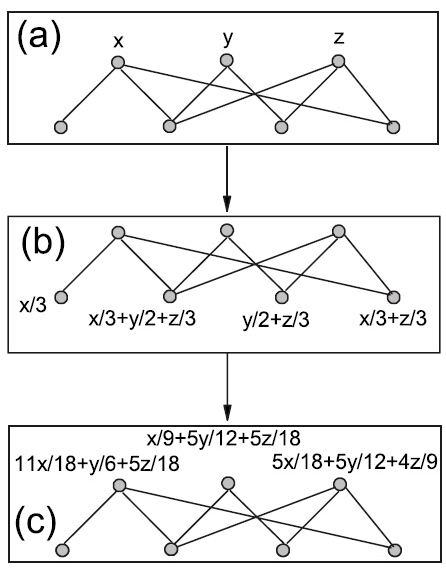 (a)
x y z
(b)
x/3 x/3+y/2+z/3 y/2+z/3 x/3+z/3
x/9+5y/12+5z/18
11x/18+y/6+5z/18 5x/18+5y/12+4z/9
(c)